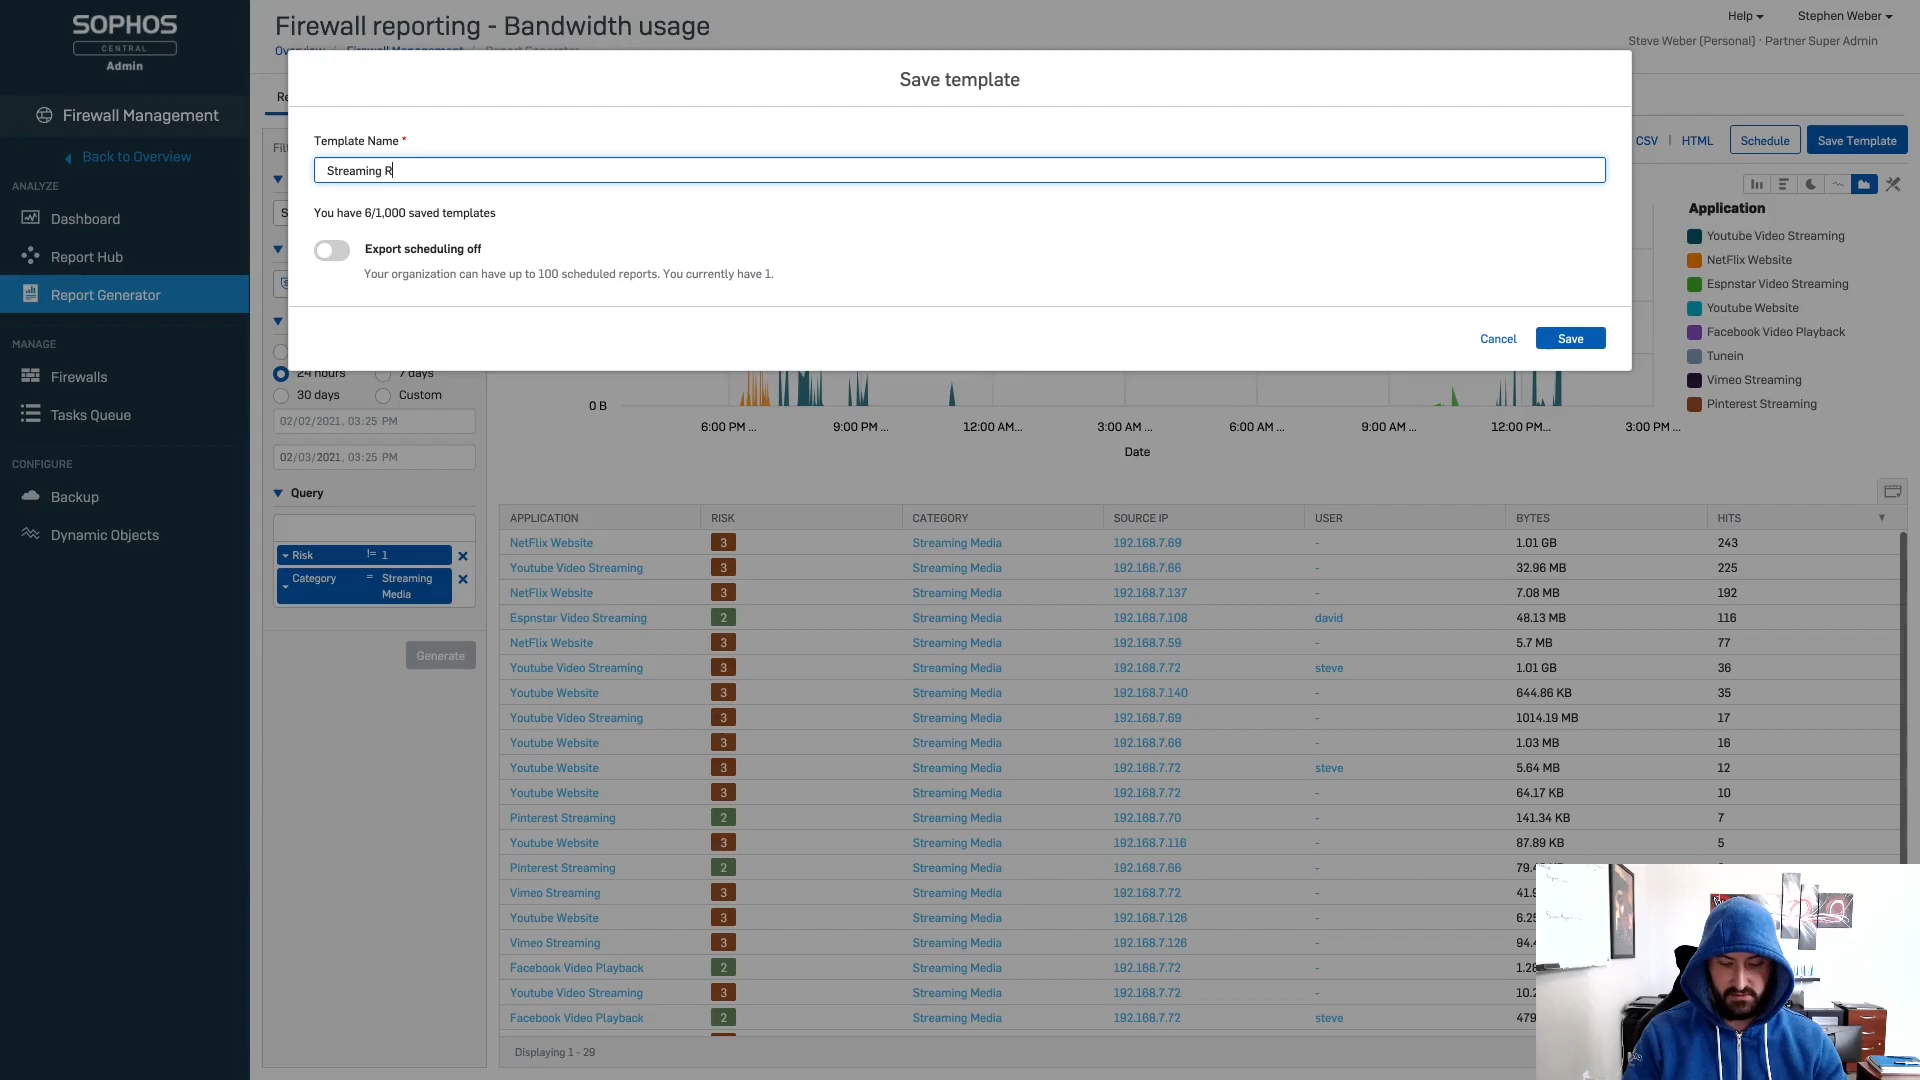 SOPHOS
CENTRAL
Admin
Firewall Management
Back to Overview
ANALYZE
Dashboard
Report Hub
Report Generator
MANAGE
Firewalls
Tasks Queue
CONFIGURE
Backup
Dynamic Objects
Firewall reporting - Bandwidth usage
Help
Stephen Weber
Steve Weber (Personal) · Partner Super Admin
Save template
Template Name *
Streaming R
You have 6/1,000 saved templates
Export scheduling off
Your organization can have up to 100 scheduled reports. You currently have 1.
Cancel
Save
CSV | HTML
Schedule
Save Template
Application
Youtube Video Streaming
NetFlix Website
Espnstar Video Streaming
Youtube Website
Facebook Video Playback
Tunein
Vimeo Streaming
Pinterest Streaming
24 hours
7 days
30 days
Custom
02/02/2021, 03:25 PM
02/03/2021, 03:25 PM
Query
Risk != 1
Category = Streaming
Media
Generate
0 B
6:00 PM ... 9:00 PM ... 12:00 AM... 3:00 AM ... 6:00 AM ... 9:00 AM ... 12:00 PM... 3:00 PM ...
Date
APPLICATION RISK CATEGORY SOURCE IP USER BYTES HITS
NetFlix Website 3 Streaming Media 192.168.7.69 - 1.01 GB 243
Youtube Video Streaming 3 Streaming Media 192.168.7.66 - 32.96 MB 225
NetFlix Website 3 Streaming Media 192.168.7.137 - 7.08 MB 192
Espnstar Video Streaming 2 Streaming Media 192.168.7.108 david 48.13 MB 116
NetFlix Website 3 Streaming Media 192.168.7.59 - 5.7 MB 77
Youtube Video Streaming 3 Streaming Media 192.168.7.72 steve 1.01 GB 36
Youtube Website 3 Streaming Media 192.168.7.140 - 644.86 KB 35
Youtube Video Streaming 3 Streaming Media 192.168.7.69 - 1014.19 MB 17
Youtube Website 3 Streaming Media 192.168.7.66 - 1.03 MB 16
Youtube Website 3 Streaming Media 192.168.7.72 steve 5.64 MB 12
Youtube Website 3 Streaming Media 192.168.7.72 - 64.17 KB 10
Pinterest Streaming 2 Streaming Media 192.168.7.70 - 141.34 KB 7
Youtube Website 3 Streaming Media 192.168.7.116 - 87.89 KB 5
Pinterest Streaming 2 Streaming Media 192.168.7.66 -
Vimeo Streaming 3 Streaming Media 192.168.7.72 -
Youtube Website 3 Streaming Media 192.168.7.126 -
Vimeo Streaming 3 Streaming Media 192.168.7.126 -
Facebook Video Playback 2 Streaming Media 192.168.7.72 -
Youtube Video Streaming 3 Streaming Media 192.168.7.72 -
Facebook Video Playback 2 Streaming Media 192.168.7.72 steve
Displaying 1 - 29